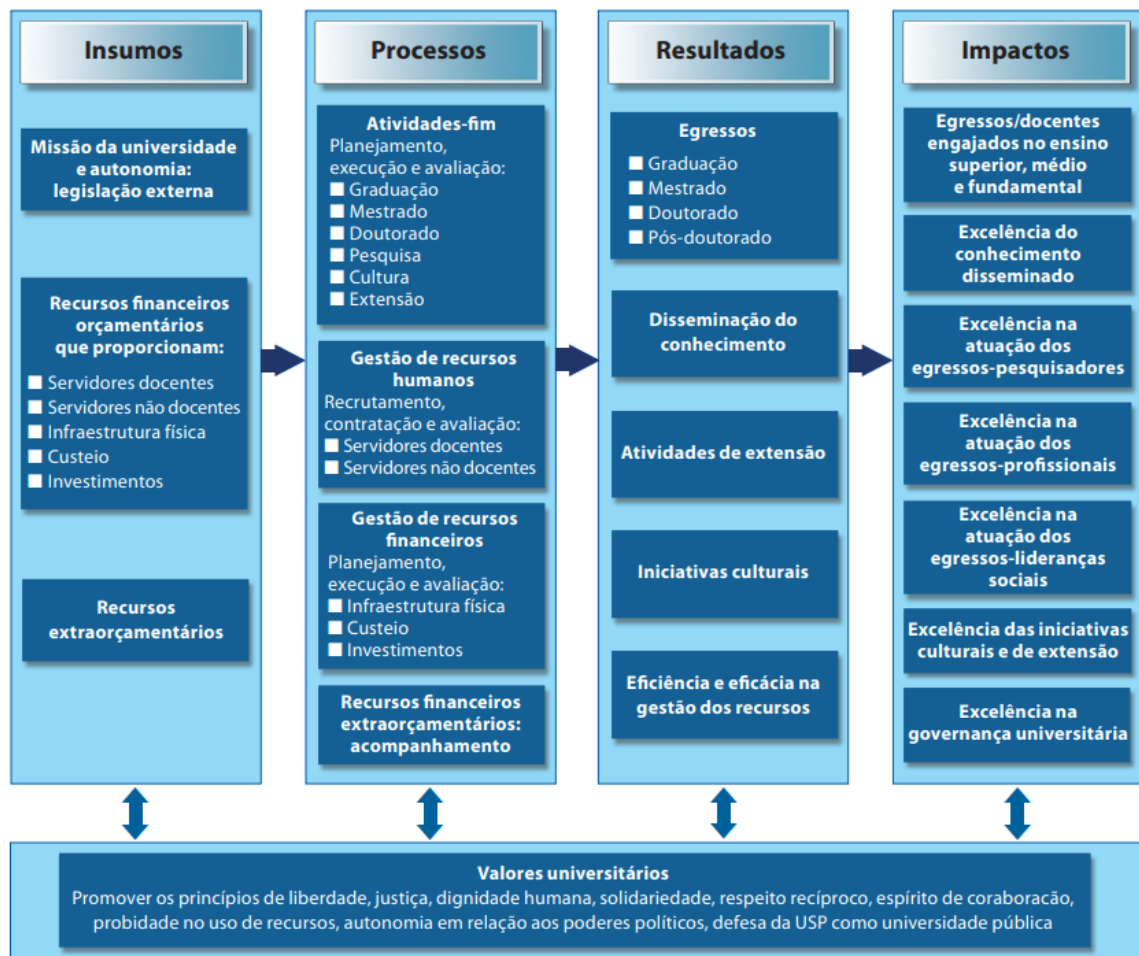 Insumos
Missão da universidade
e autonomia:
legislação externa
Recursos financeiros
orçamentários
que proporcionam:
Servidores docentes
Servidores não docentes
Infraestrutura física
Custeio
Investimentos
Recursos
extraorçamentários
Processos
Atividades-fim
Planejamento,
execução e avaliação:
Graduação
Mestrado
Doutorado
Pesquisa
Cultura
Extensão
Gestão de recursos
humanos
Recrutamento,
contratação e avaliação:
Servidores docentes
Servidores não docentes
Gestão de recursos
financeiros
Planejamento,
execução e avaliação:
Infraestrutura física
Custeio
Investimentos
Recursos financeiros
extraorçamentários:
acompanhamento
Resultados
Egressos
Graduação
Mestrado
Doutorado
Pós-doutorado
Disseminação do
conhecimento
Atividades de extensão
Iniciativas culturais
Eficiência e eficácia na
gestão dos recursos
Impactos
Egressos/docentes
engajados no ensino
superior, médio
e fundamental
Excelência do
conhecimento
disseminado
Excelência na
atuação dos
egressos-pesquisadores
Excelência na
atuação dos
egressos-profissionais
Excelência na
atuação dos
egressos-lideranças
sociais
Excelência das iniciativas
culturais e de extensão
Excelência na
governança universitária
Valores universitários
Promover os princípios de liberdade, justiça, dignidade humana, solidariedade, respeito recíproco, espírito de coraboracão,
probidade no uso de recursos, autonomia em relação aos poderes políticos, defesa da USP como universidade pública